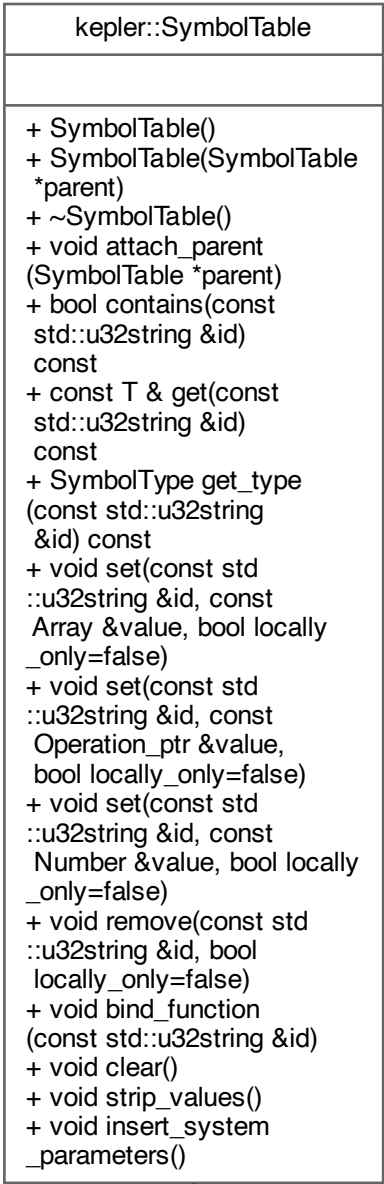 kepler::SymbolTable
+ SymbolTable()
+ SymbolTable(SymbolTable
*parent)
+ ~SymbolTable()
+ void attach_parent
(SymbolTable *parent)
+ bool contains(const
std::u32string &id)
const
+ const T & get(const
std::u32string &id)
const
+ SymbolType get_type
(const std::u32string
&id) const
+ void set(const std
::u32string &id, const
Array &value, bool locally
_only=false)
+ void set(const std
::u32string &id, const
Operation_ptr &value,
bool locally_only=false)
+ void set(const std
::u32string &id, const
Number &value, bool locally
_only=false)
+ void remove(const std
::u32string &id, bool
locally_only=false)
+ void bind_function
(const std::u32string &id)
+ void clear()
+ void strip_values()
+ void insert_system
_parameters()